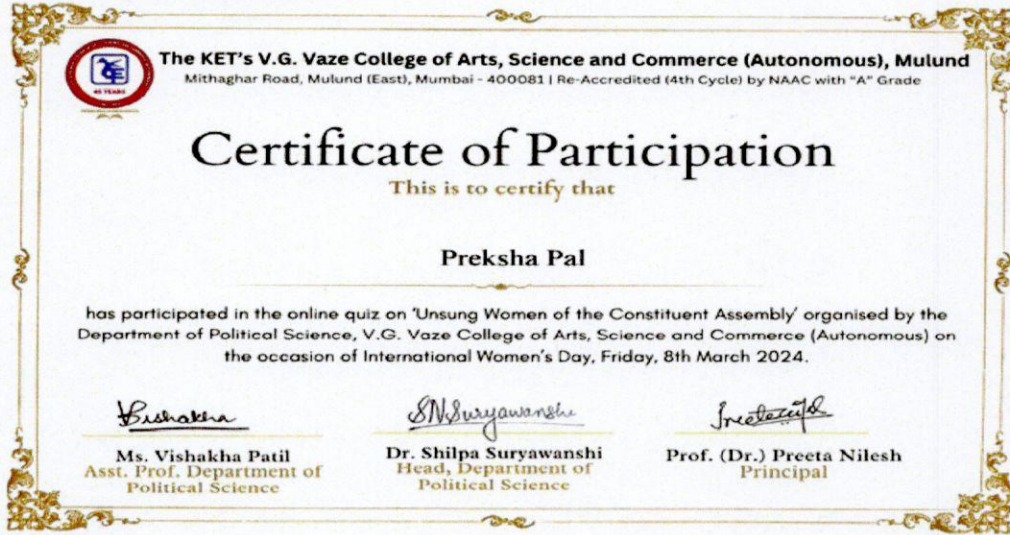 The KET's V.G. Vaze College of Arts, Science and Commerce (Autonomous), Mulund
Mithaghar Road, Mulund (East), Mumbai - 400081 | Re-Accredited (4th Cycle) by NAAC with "A" Grade
40 YEARS
Certificate of Participation
This is to certify that
Preksha Pal
has participated in the online quiz on 'Unsung Women of the Constituent Assembly' organised by the
Department of Political Science, V.G. Vaze College of Arts, Science and Commerce (Autonomous) on
the occasion of International Women's Day, Friday, 8th March 2024.
Vishakha
SNSuryawanshi
Ms. Vishakha Patil
Asst. Prof. Department of
Political Science
Dr. Shilpa Suryawanshi
Head, Department of
Political Science
Prof. (Dr.) Preeta Nilesh
Principal